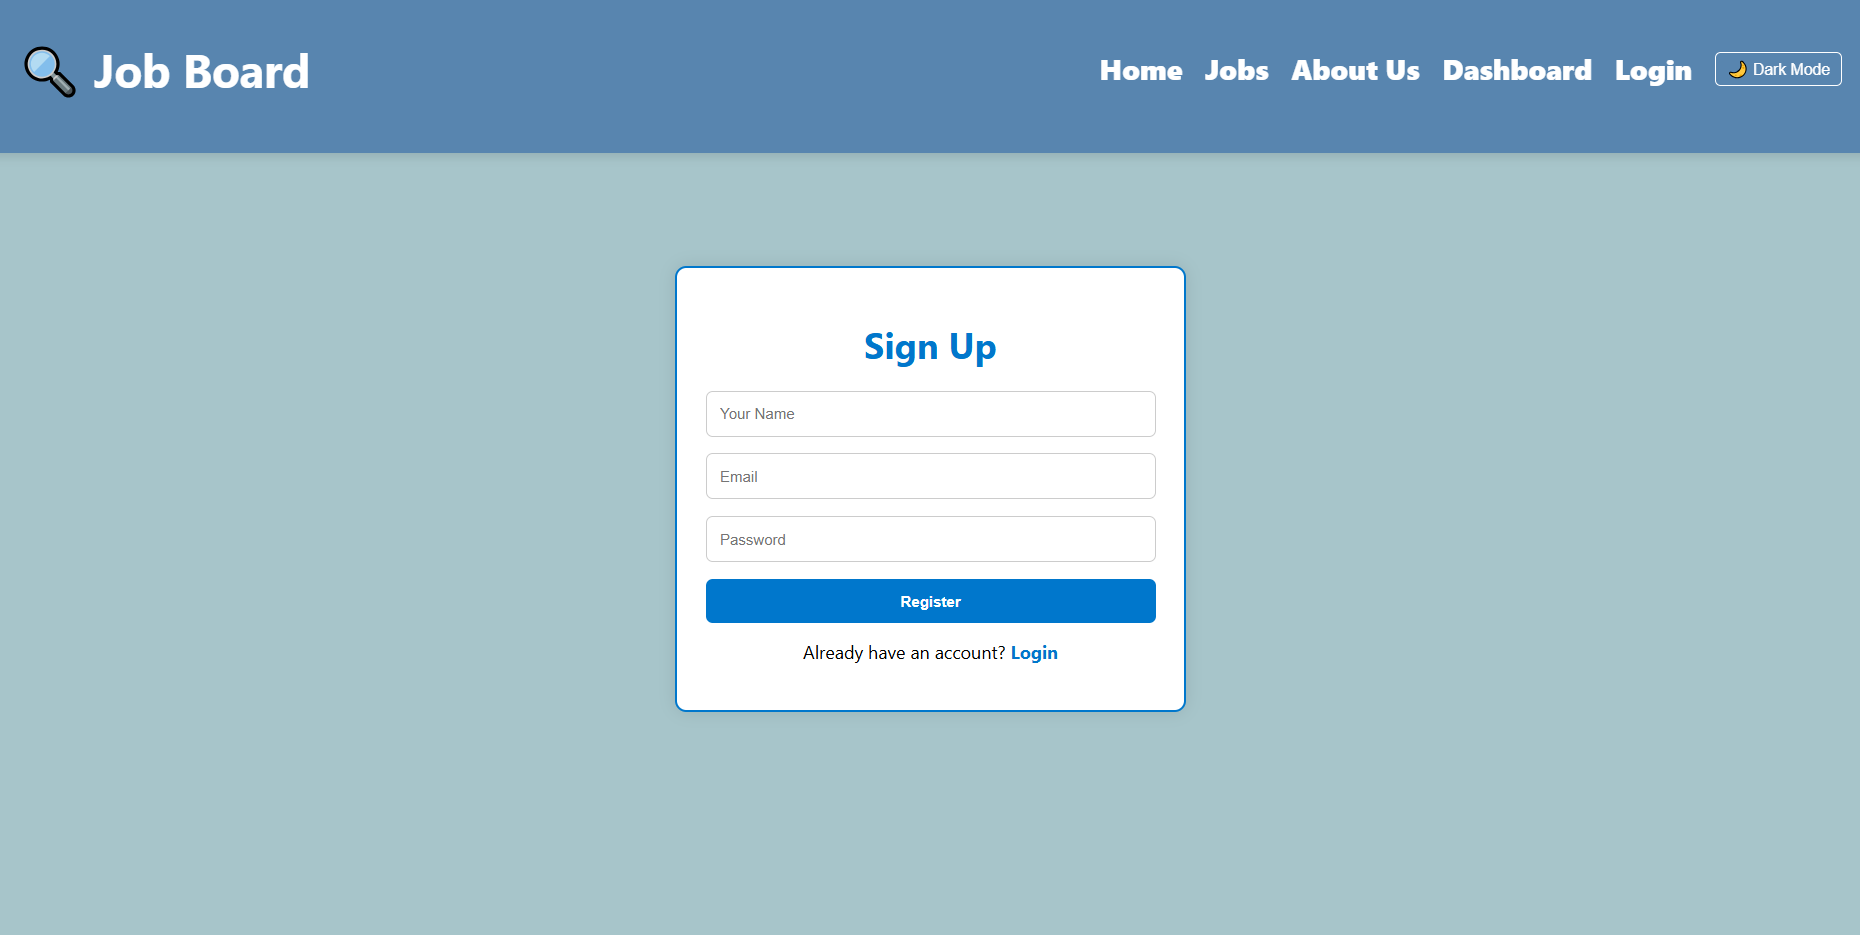 Job Board
Home Jobs About Us Dashboard Login 🌙 Dark Mode
Sign Up
Your Name
Email
Password
Register
Already have an account? Login